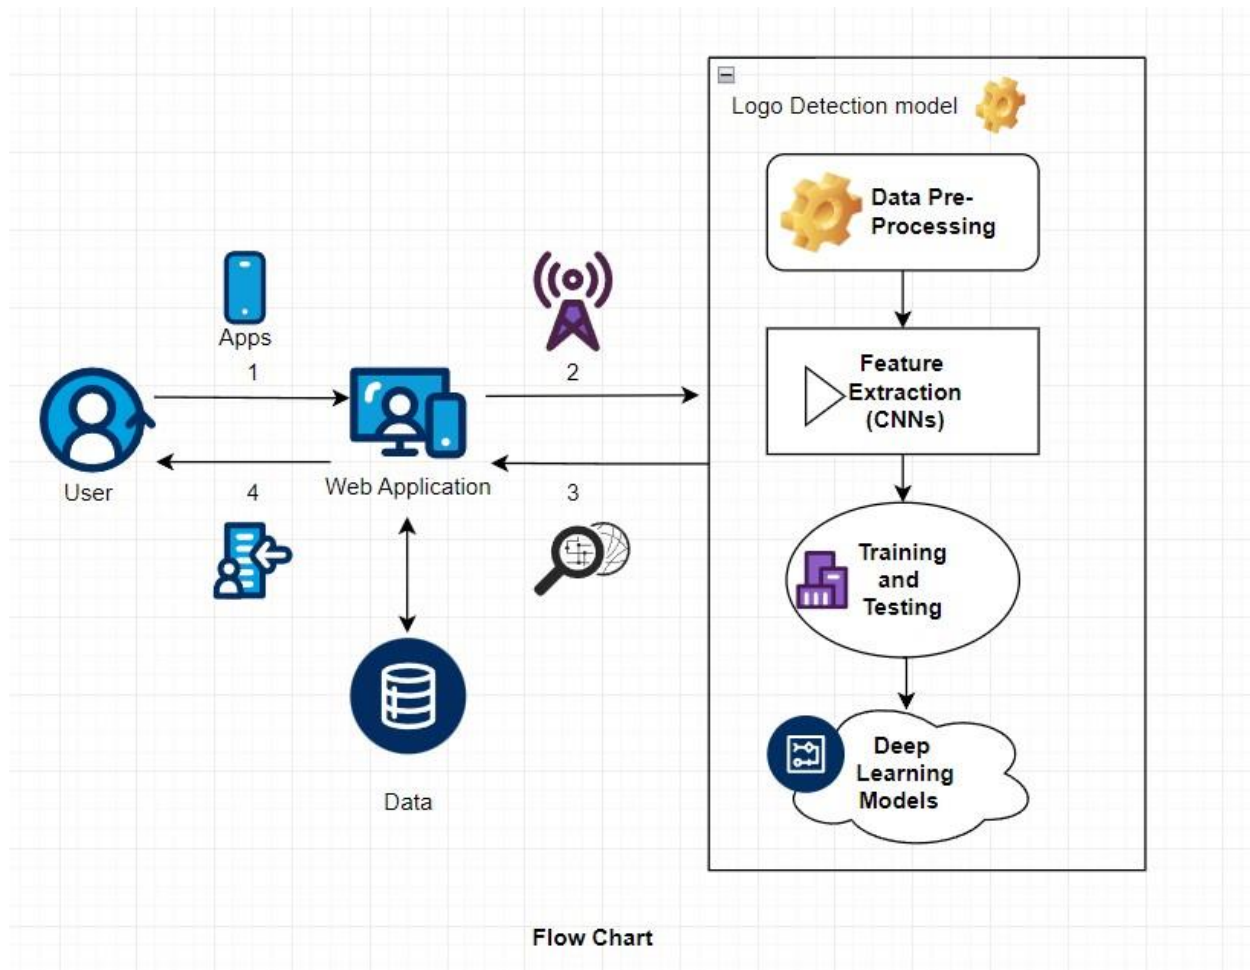 Logo Detection model
Data Pre-
Processing
Feature
Extraction
(CNNs)
Training
and
Testing
Deep
Learning
Models
Apps
1
2
User
Web Application
4
3
Data
Flow Chart